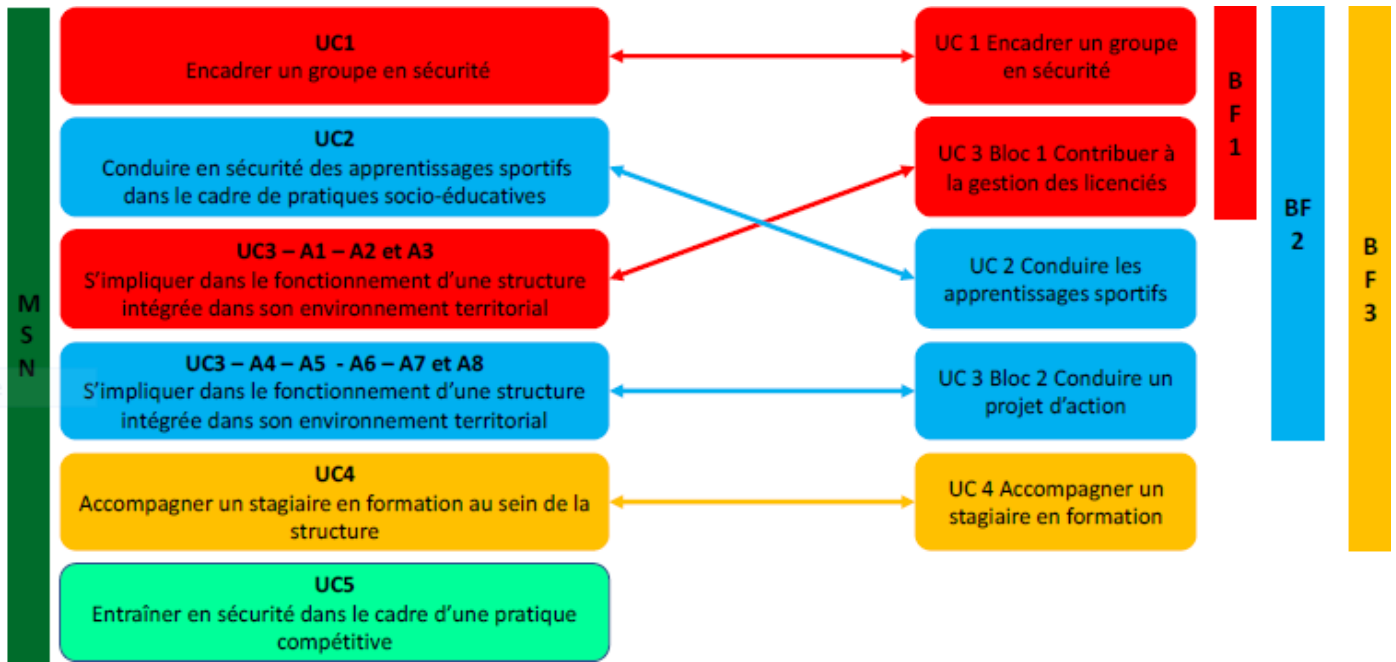 M
S
N
UC1
Encadrer un groupe en sécurité
UC2
Conduire en sécurité des apprentissages sportifs
dans le cadre de pratiques socio-éducatives
UC3 – A1 – A2 et A3
S'impliquer dans le fonctionnement d'une structure
intégrée dans son environnement territorial
UC3 – A4 – A5 - A6 – A7 et A8
S'impliquer dans le fonctionnement d'une structure
intégrée dans son environnement territorial
UC4
Accompagner un stagiaire en formation au sein de la
structure
UC5
Entraîner en sécurité dans le cadre d'une pratique
compétitive
UC 1 Encadrer un groupe
en sécurité
UC 3 Bloc 1 Contribuer à
la gestion des licenciés
UC 2 Conduire les
apprentissages sportifs
UC 3 Bloc 2 Conduire un
projet d'action
UC 4 Accompagner un
stagiaire en formation
B
F
1
BF
2
B
F
3